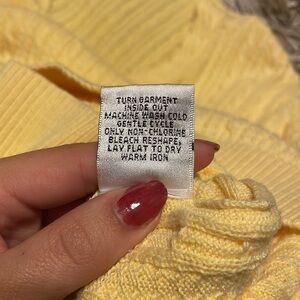 TURN GARMENT
INSIDE OUT
MACHINE WASH COLD
GENTLE CYCLE
ONLY NON-CHLORINE
BLEACH RESHAPE,
LAY FLAT TO DRY
WARM IRON